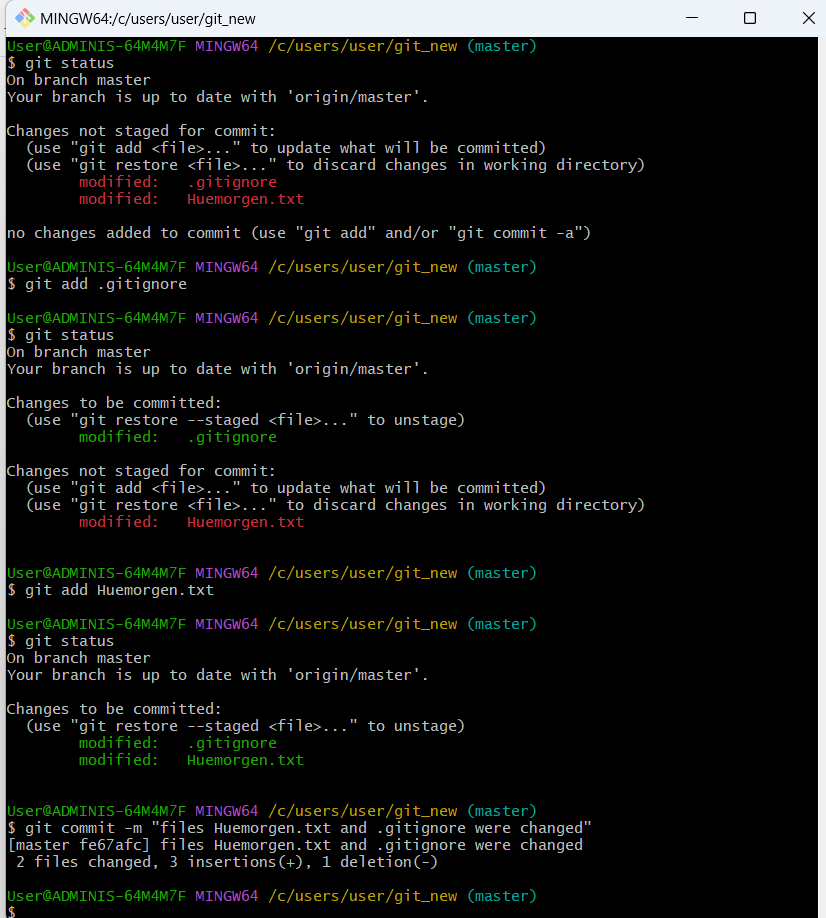 MINGW64:/c/users/user/git_new
User@ADMINIS-64M4M7F MINGW64 /c/users/user/git_new (master)
$ git status
On branch master
Your branch is up to date with 'origin/master'.
Changes not staged for commit:
  (use "git add <file>..." to update what will be committed)
  (use "git restore <file>..." to discard changes in working directory)
        modified:   .gitignore
        modified:   Huemorgen.txt
no changes added to commit (use "git add" and/or "git commit -a")
User@ADMINIS-64M4M7F MINGW64 /c/users/user/git_new (master)
$ git add .gitignore
User@ADMINIS-64M4M7F MINGW64 /c/users/user/git_new (master)
$ git status
On branch master
Your branch is up to date with 'origin/master'.
Changes to be committed:
  (use "git restore --staged <file>..." to unstage)
        modified:   .gitignore
Changes not staged for commit:
  (use "git add <file>..." to update what will be committed)
  (use "git restore <file>..." to discard changes in working directory)
        modified:   Huemorgen.txt
User@ADMINIS-64M4M7F MINGW64 /c/users/user/git_new (master)
$ git add Huemorgen.txt
User@ADMINIS-64M4M7F MINGW64 /c/users/user/git_new (master)
$ git status
On branch master
Your branch is up to date with 'origin/master'.
Changes to be committed:
  (use "git restore --staged <file>..." to unstage)
        modified:   .gitignore
        modified:   Huemorgen.txt
User@ADMINIS-64M4M7F MINGW64 /c/users/user/git_new (master)
$ git commit -m "files Huemorgen.txt and .gitignore were changed"
[master fe67afc] files Huemorgen.txt and .gitignore were changed
 2 files changed, 3 insertions(+), 1 deletion(-)
User@ADMINIS-64M4M7F MINGW64 /c/users/user/git_new (master)
$